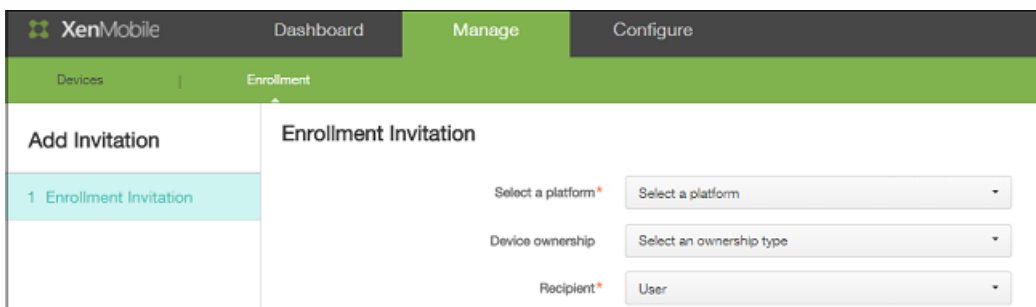 XenMobile Dashboard Manage Configure
Devices | Enrollment
Add Invitation
1 Enrollment Invitation
Enrollment Invitation
Select a platform* Select a platform
Device ownership Select an ownership type
Recipient* User